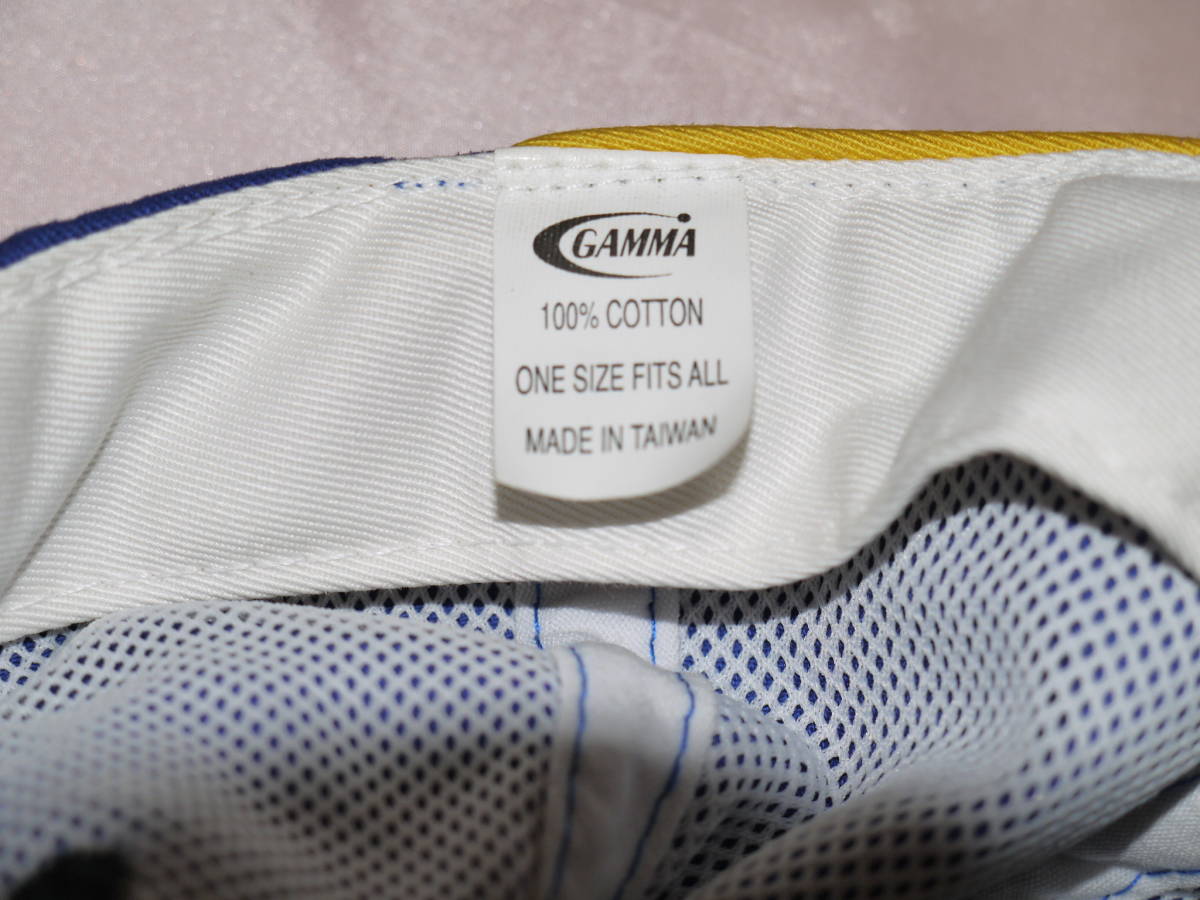 GAMMA
100% COTTON
ONE SIZE FITS ALL
MADE IN TAIWAN